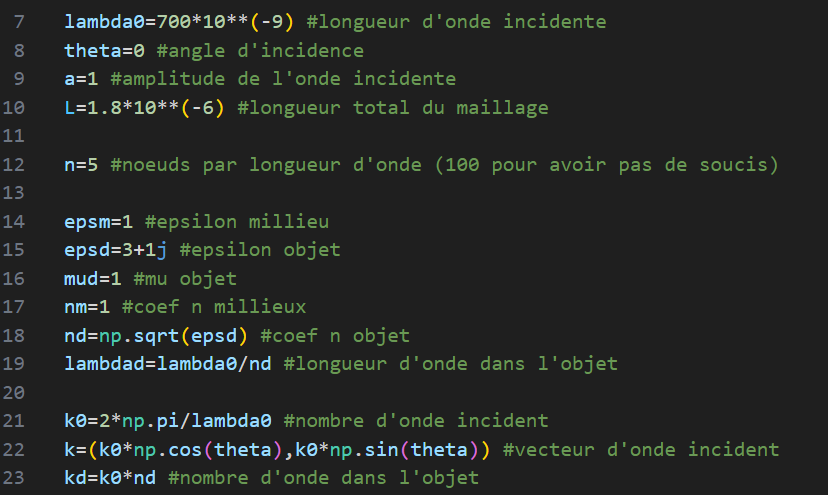 7 lambda0=700*10**(-9) #longueur d'onde incidente
8 theta=0 #angle d'incidence
9 a=1 #amplitude de l'onde incidente
10 L=1.8*10**(-6) #longueur total du maillage
11
12 n=5 #noeuds par longueur d'onde (100 pour avoir pas de soucis)
13
14 epsm=1 #epsilon millieu
15 epsd=3+1j #epsilon objet
16 mud=1 #mu objet
17 nm=1 #coef n millieux
18 nd=np.sqrt(epsd) #coef n objet
19 lambdad=lambda0/nd #longueur d'onde dans l'objet
20
21 k0=2*np.pi/lambda0 #nombre d'onde incident
22 k=(k0*np.cos(theta),k0*np.sin(theta)) #vecteur d'onde incident
23 kd=k0*nd #nombre d'onde dans l'objet